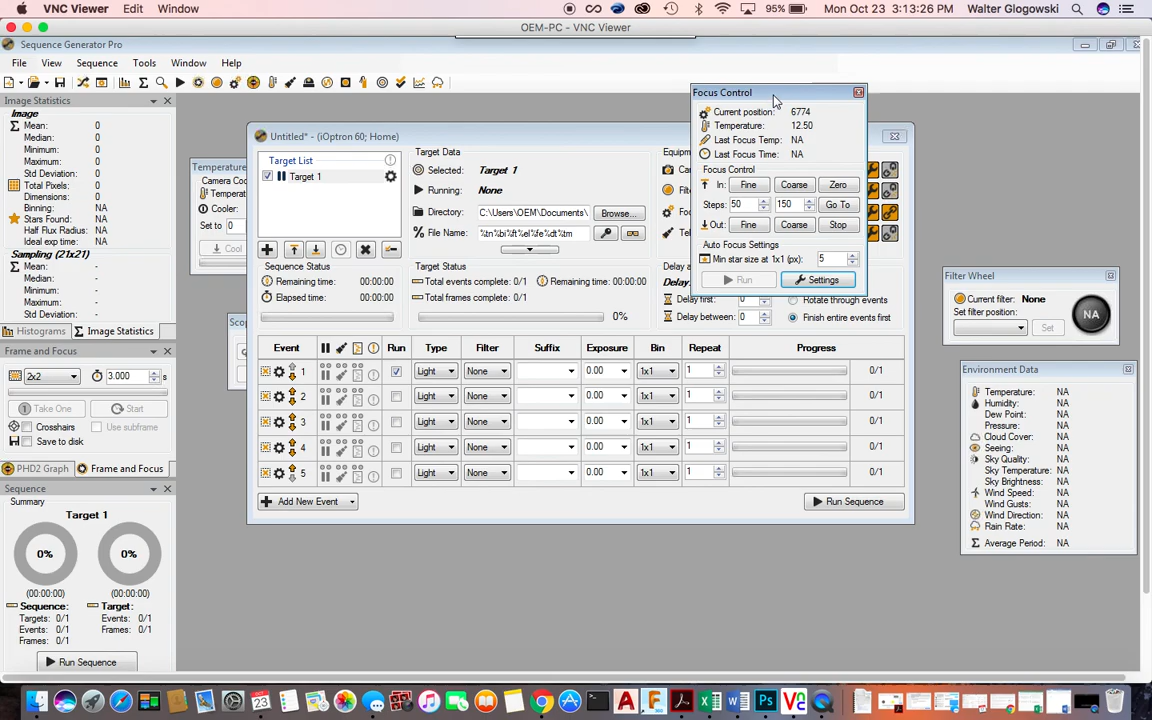 VNC Viewer Edit Window 95% Mon Oct 23 3:13:26 PM Walter Glogowski
OEM-PC - VNC Viewer
Sequence Generator Pro
File View Sequence Tools Window Help
Image Statistics
Image
Mean: 0
Median: 0
Minimum: 0
Maximum: 0
Std. Dev.: 0
Total Pixels: 0
Dimensions: 0
Binning: NA
Stars Found: NA
Half Flux Radius: NA
Ideal exp time: NA
Sampling (21x21)
Mean: -
Median: -
Minimum: -
Maximum: -
Std. Dev.: -
Histograms Image Statistics
Frame and Focus
2x2 3.000 s
Take One Start
Crosshairs Use subframe
Save to disk
PHD2 Graph Frame and Focus
Sequence
Summary
Target 1
0% 0%
(00:00:00) (00:00:00)
Sequence: Target:
Targets: 0/1 Events: 0/1
Events: 0/1 Frames: 0/1
Frames: 0/1
Run Sequence
Temperature
Camera Coo
Temperat
Cooler:
Set to 0
Cool
Scop
Untitled* - (iOptron 60; Home)
Target List
Target 1
Sequence Status
Remaining time: 00:00:00
Elapsed time: 00:00:00
Target Data
Selected: Target 1
Running: None
Directory: C:\Users\OEM\Documents\ Browse...
File Name: %tn%bi%ft%el%fe%dt%tm
Target Status
Total events complete: 0/1 Remaining time: 00:00:00
Total frames complete: 0/1
0%
Equipm
Ca
Filt
Fo
Tel
Delay a
Delay.
Delay first: 0 Rotate through events
Delay between: 0 Finish entire events first
Event Run Type Filter Suffix Exposure Bin Repeat Progress
1 Light None 0.00 1x1 1 0/1
2 Light None 0.00 1x1 1 0/1
3 Light None 0.00 1x1 1 0/1
4 Light None 0.00 1x1 1 0/1
5 Light None 0.00 1x1 1 0/1
Add New Event Run Sequence
Focus Control
Current position: 6774
Temperature: 12.50
Last Focus Temp: NA
Last Focus Time: NA
Focus Control
In: Fine Coarse Zero
Steps: 50 150 Go To
Out: Fine Coarse Stop
Auto Focus Settings
Min star size at 1x1 (px): 5
Run Settings
Filter Wheel
Current filter: None
Set filter position:
Set
NA
Environment Data
Temperature: NA
Humidity: NA
Dew Point: NA
Pressure: NA
Cloud Cover: NA
Seeing: NA
Sky Quality: NA
Sky Temperature: NA
Sky Brightness: NA
Wind Speed: NA
Wind Gusts: NA
Wind Direction: NA
Rain Rate: NA
Average Period: NA